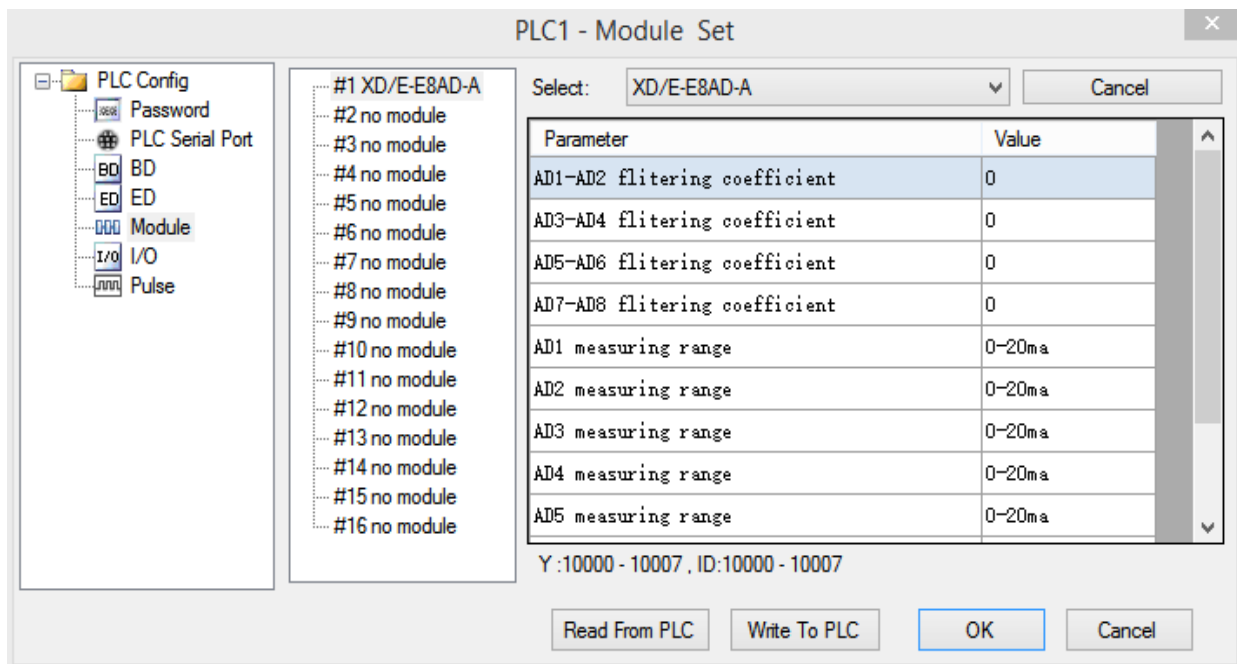 PLC1 - Module Set
PLC Config
Password
PLC Serial Port
BD BD
ED ED
Module
I/O I/O
Pulse
#1 XD/E-E8AD-A
#2 no module
#3 no module
#4 no module
#5 no module
#6 no module
#7 no module
#8 no module
#9 no module
#10 no module
#11 no module
#12 no module
#13 no module
#14 no module
#15 no module
#16 no module
Select: XD/E-E8AD-A Cancel
Parameter Value
AD1-AD2 flitering coefficient 0
AD3-AD4 flitering coefficient 0
AD5-AD6 flitering coefficient 0
AD7-AD8 flitering coefficient 0
AD1 measuring range 0-20ma
AD2 measuring range 0-20ma
AD3 measuring range 0-20ma
AD4 measuring range 0-20ma
AD5 measuring range 0-20ma
Y :10000 - 10007 , ID:10000 - 10007
Read From PLC Write To PLC OK Cancel